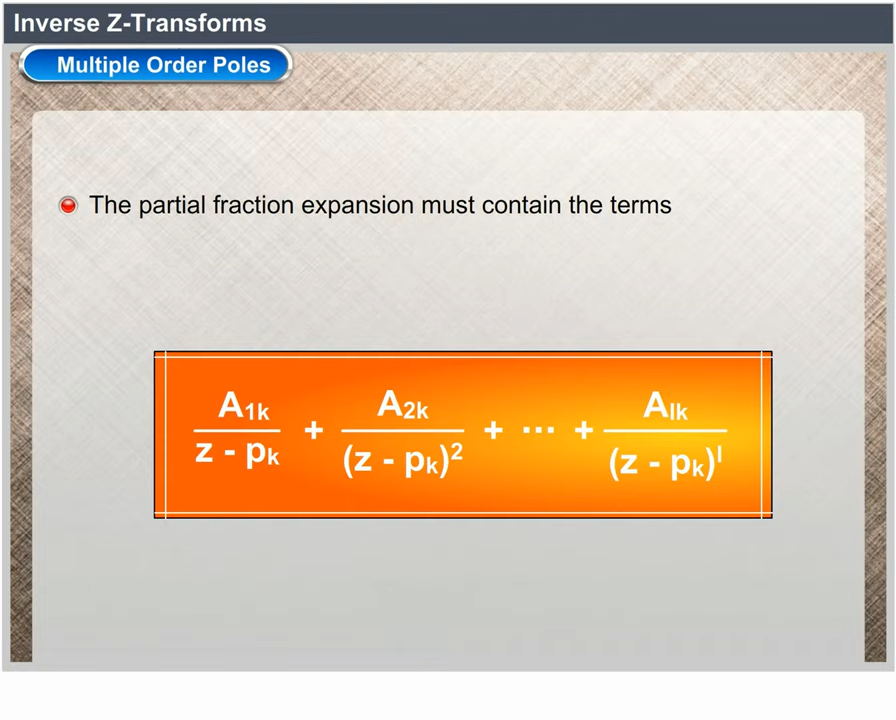 Inverse Z-Transforms
Multiple Order Poles
The partial fraction expansion must contain the terms
A₁ₖ/(z - pₖ) + A₂ₖ/(z - pₖ)² + ⋯ + Aₗₖ/(z - pₖ)ˡ